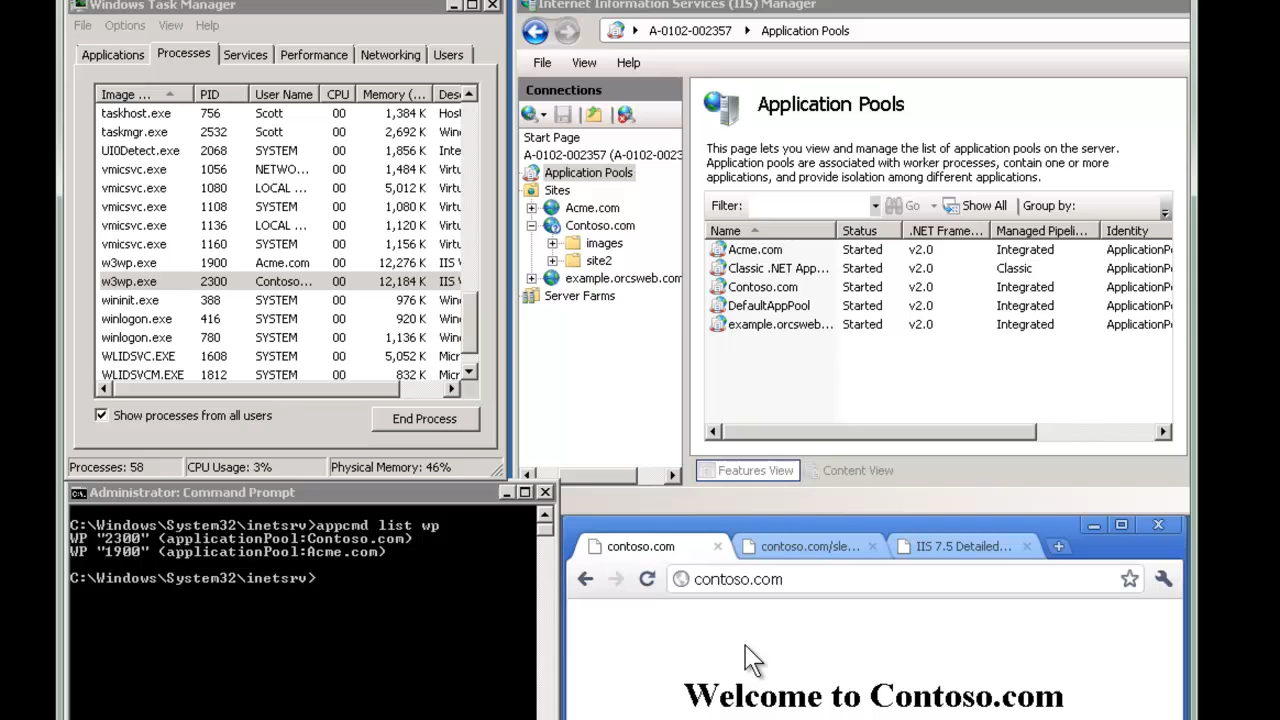 Windows Task Manager
File Options View Help
Applications Processes Services Performance Networking Users
Image ... PID User Name CPU Memory (... Des
taskhost.exe 756 Scott 00 1,384 K Host
taskmgr.exe 2532 Scott 00 2,692 K Win
UI0Detect.exe 2068 SYSTEM 00 1,856 K Inte
vmicsvc.exe 1056 NETWO... 00 1,484 K Virtu
vmicsvc.exe 1080 LOCAL ... 00 5,012 K Virtu
vmicsvc.exe 1108 SYSTEM 00 1,080 K Virtu
vmicsvc.exe 1136 LOCAL ... 00 1,120 K Virtu
vmicsvc.exe 1160 SYSTEM 00 1,156 K Virtu
w3wp.exe 1900 Acme.com 00 12,276 K IIS
w3wp.exe 2300 Contoso... 00 12,184 K IIS
wininit.exe 388 SYSTEM 00 976 K Win
winlogon.exe 416 SYSTEM 00 920 K Win
winlogon.exe 780 SYSTEM 00 1,136 K Win
WLIDSVC.EXE 1608 SYSTEM 00 5,052 K Micr
WLIDSVCM.EXE 1812 SYSTEM 00 832 K Micr
Show processes from all users End Process
Processes: 58 CPU Usage: 3% Physical Memory: 46%
Internet Information Services (IIS) Manager
A-0102-002357 Application Pools
File View Help
Connections
Start Page
A-0102-002357 (A-0102-0023
Application Pools
Sites
Acme.com
Contoso.com
images
site2
example.orcsweb.com
Server Farms
Application Pools
This page lets you view and manage the list of application pools on the server.
Application pools are associated with worker processes, contain one or more
applications, and provide isolation among different applications.
Filter: Go Show All Group by:
Name Status .NET Frame... Managed Pipeli... Identity
Acme.com Started v2.0 Integrated ApplicationPo
Classic .NET App... Started v2.0 Classic ApplicationPo
Contoso.com Started v2.0 Integrated ApplicationPo
DefaultAppPool Started v2.0 Integrated ApplicationPo
example.orcsweb... Started v2.0 Integrated ApplicationPo
Features View Content View
Administrator: Command Prompt
C:\Windows\System32\inetsrv>appcmd list wp
WP "2300" (applicationPool:Contoso.com)
WP "1900" (applicationPool:Acme.com)
C:\Windows\System32\inetsrv>
contoso.com contoso.com/sle... IIS 7.5 Detailed...
contoso.com
Welcome to Contoso.com